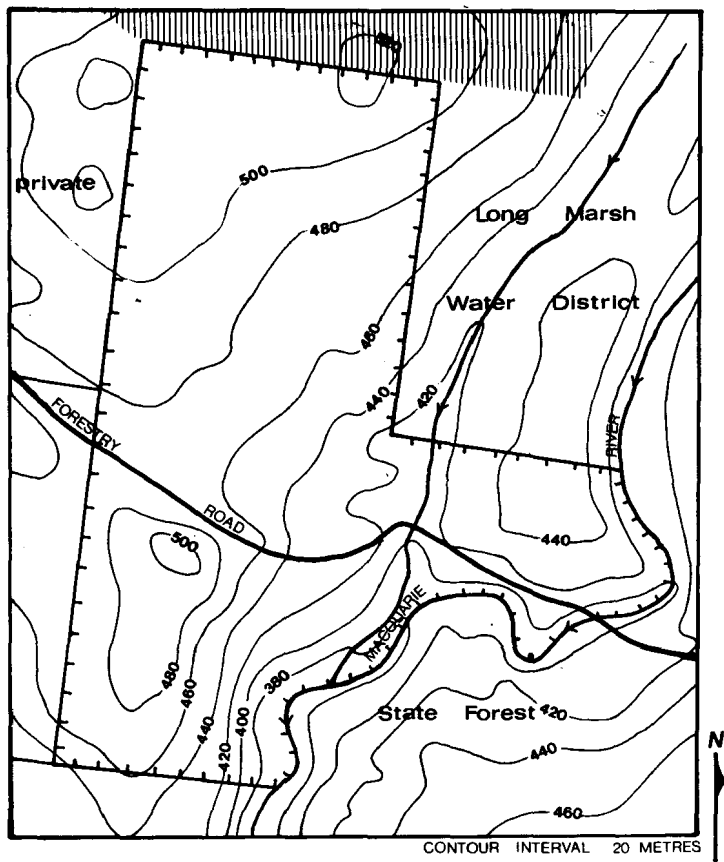 private
500
480
Long Marsh
Water District
460
440
420
RIVER
FORESTRY
ROAD
500
440
MACQUARIE
480
460
440
420
400
380
State Forest
420
440
460
N
CONTOUR INTERVAL 20 METRES